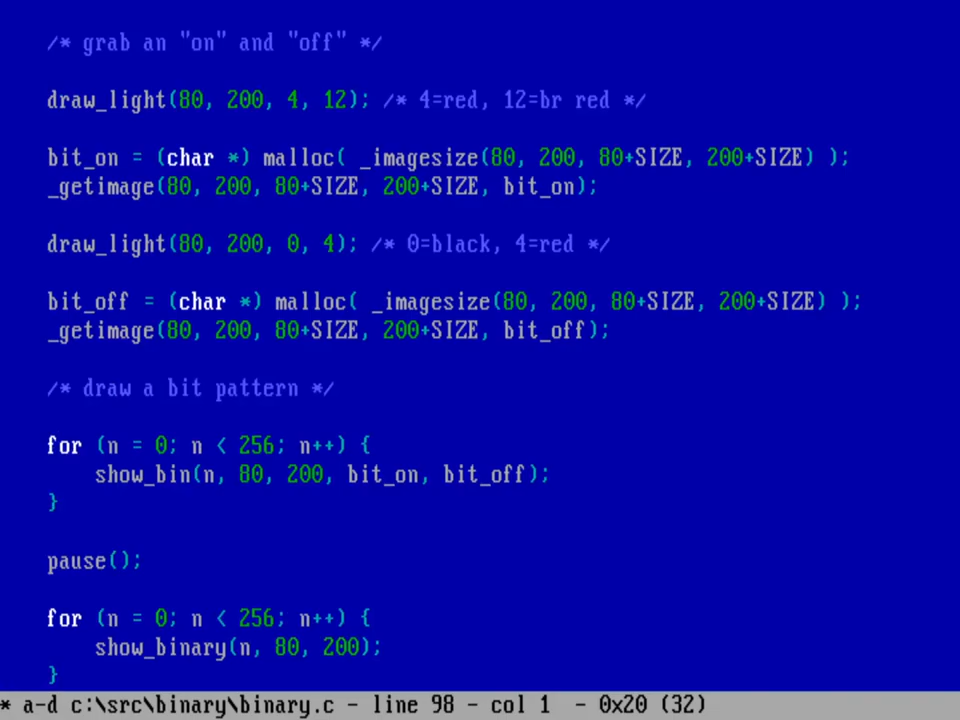 /* grab an "on" and "off" */
draw_light(80, 200, 4, 12); /* 4=red, 12=br red */
bit_on = (char *) malloc( _imagesize(80, 200, 80+SIZE, 200+SIZE) );
_getimage(80, 200, 80+SIZE, 200+SIZE, bit_on);
draw_light(80, 200, 0, 4); /* 0=black, 4=red */
bit_off = (char *) malloc( _imagesize(80, 200, 80+SIZE, 200+SIZE) );
_getimage(80, 200, 80+SIZE, 200+SIZE, bit_off);
/* draw a bit pattern */
for (n = 0; n < 256; n++) {
show_bin(n, 80, 200, bit_on, bit_off);
}
pause();
for (n = 0; n < 256; n++) {
show_binary(n, 80, 200);
}
* a-d c:\src\binary\binary.c - line 98 - col 1 - 0x20 (32)